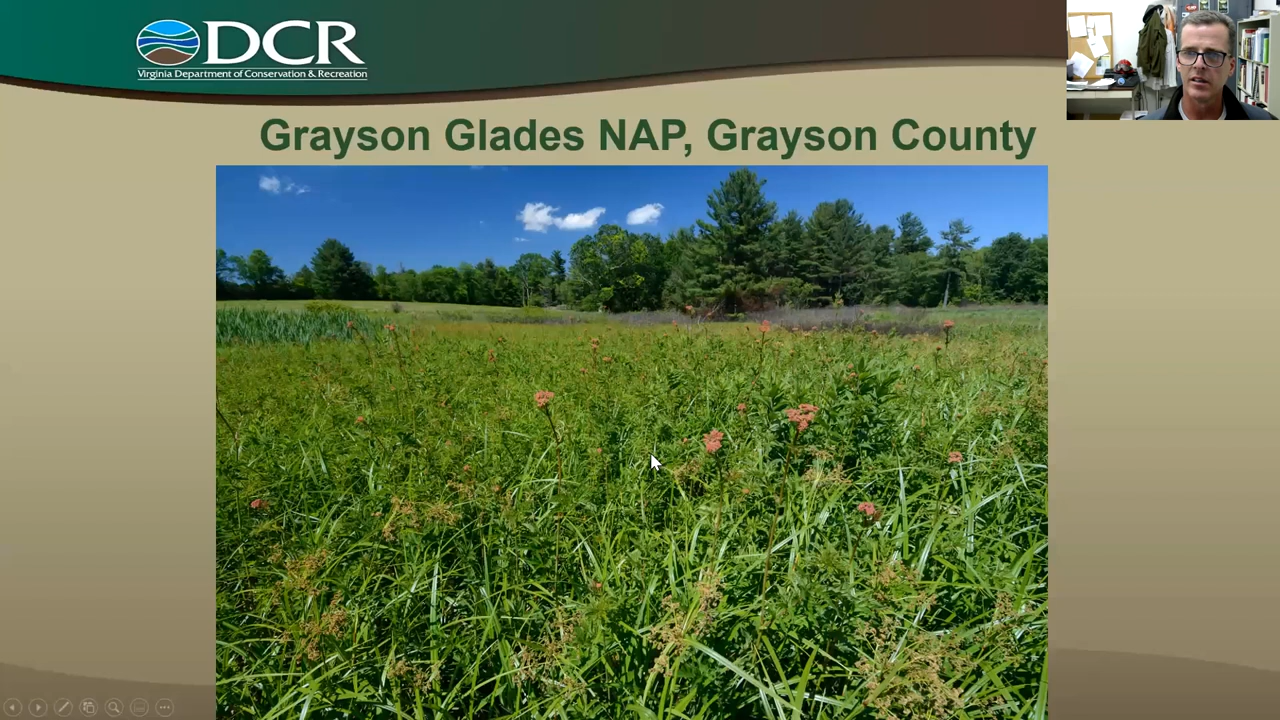 DCR
Virginia Department of Conservation & Recreation
Grayson Glades NAP, Grayson County